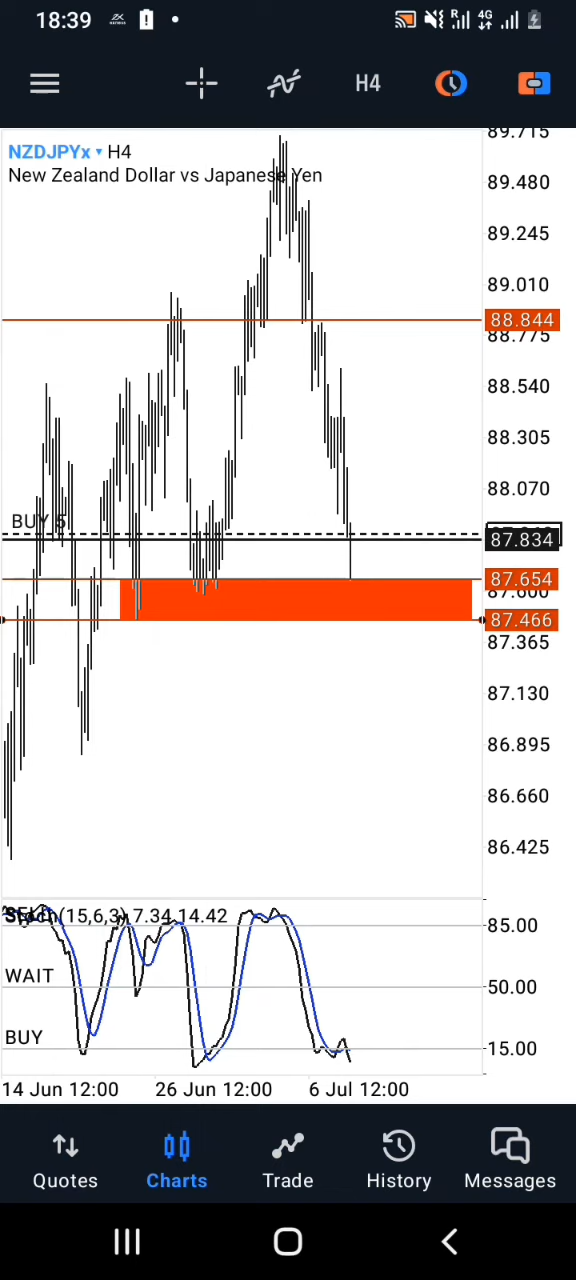 18:39
R 4G
H4
89.715
NZDJPYx H4
New Zealand Dollar vs Japanese Yen
89.480
89.245
89.010
88.844
88.775
88.540
88.305
88.070
BUY 5
87.834
87.654
87.600
87.466
87.365
87.130
86.895
86.660
86.425
Stoch(15,6,3) 7.34 14.42
85.00
WAIT
50.00
BUY
15.00
14 Jun 12:00 26 Jun 12:00 6 Jul 12:00
Quotes Charts Trade History Messages